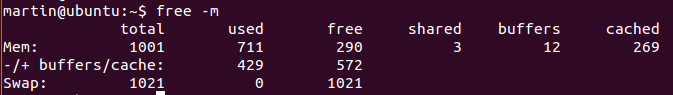 martin@ubuntu:~$ free -m
             total       used       free     shared    buffers     cached
Mem:          1001        711        290          3         12        269
-/+ buffers/cache:        429        572
Swap:         1021          0       1021